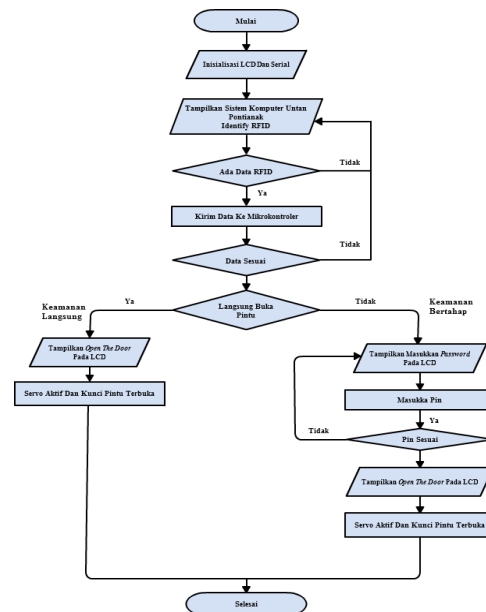 Mulai
Inisialisasi LCD Dan Serial
Tampilkan Sistem Komputer Untan
Pontianak
Identify RFID
Ada Data RFID
Tidak
Ya
Kirim Data Ke Mikrokontroler
Data Sesuai
Tidak
Langsung Buka
Pintu
Ya
Tidak
Keamanan
Langsung
Keamanan
Bertahap
Tampilkan Open The Door
Pada LCD
Servo Aktif Dan Kunci Pintu Terbuka
Tampilkan Masukkan Password
Pada LCD
Masukka Pin
Ya
Pin Sesuai
Tidak
Tampilkan Open The Door Pada LCD
Servo Aktif Dan Kunci Pintu Terbuka
Selesai